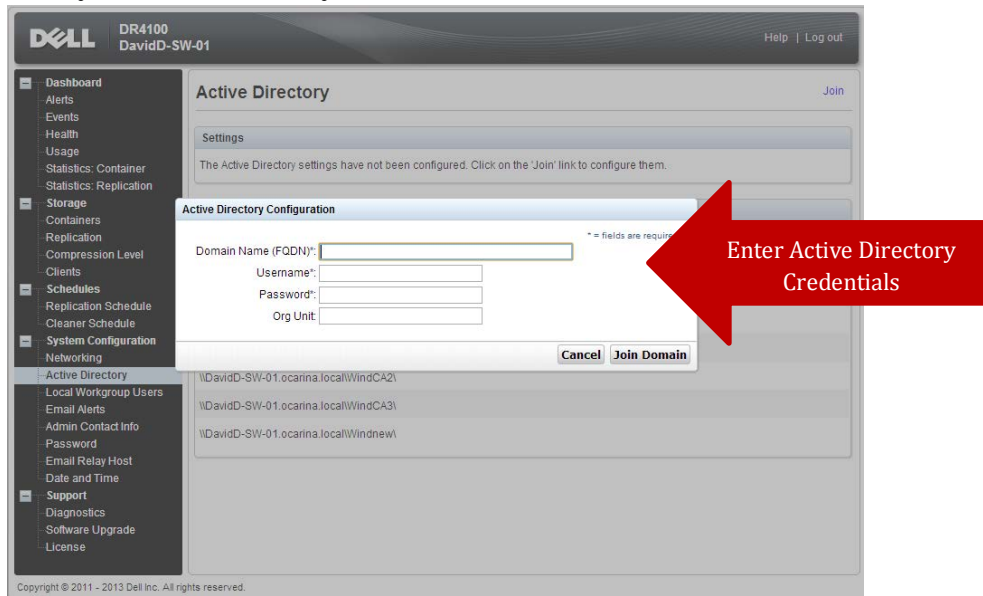 DELL
DR4100
DavidD-SW-01
Help | Log out
Dashboard
Alerts
Events
Health
Usage
Statistics: Container
Statistics: Replication
Storage
Containers
Replication
Compression Level
Clients
Schedules
Replication Schedule
Cleaner Schedule
System Configuration
Networking
Active Directory
Local Workgroup Users
Email Alerts
Admin Contact Info
Password
Email Relay Host
Date and Time
Support
Diagnostics
Software Upgrade
License
Active Directory
Join
Settings
The Active Directory settings have not been configured. Click on the 'Join' link to configure them.
Active Directory Configuration
* = fields are require
Domain Name (FQDN)*:
Username*:
Password*:
Org Unit:
Cancel Join Domain
Enter Active Directory
Credentials
\\DavidD-SW-01.ocarina.local\WindCA2\
\\DavidD-SW-01.ocarina.local\WindCA3\
\\DavidD-SW-01.ocarina.local\Windnew\
Copyright © 2011 - 2013 Dell Inc. All rights reserved.